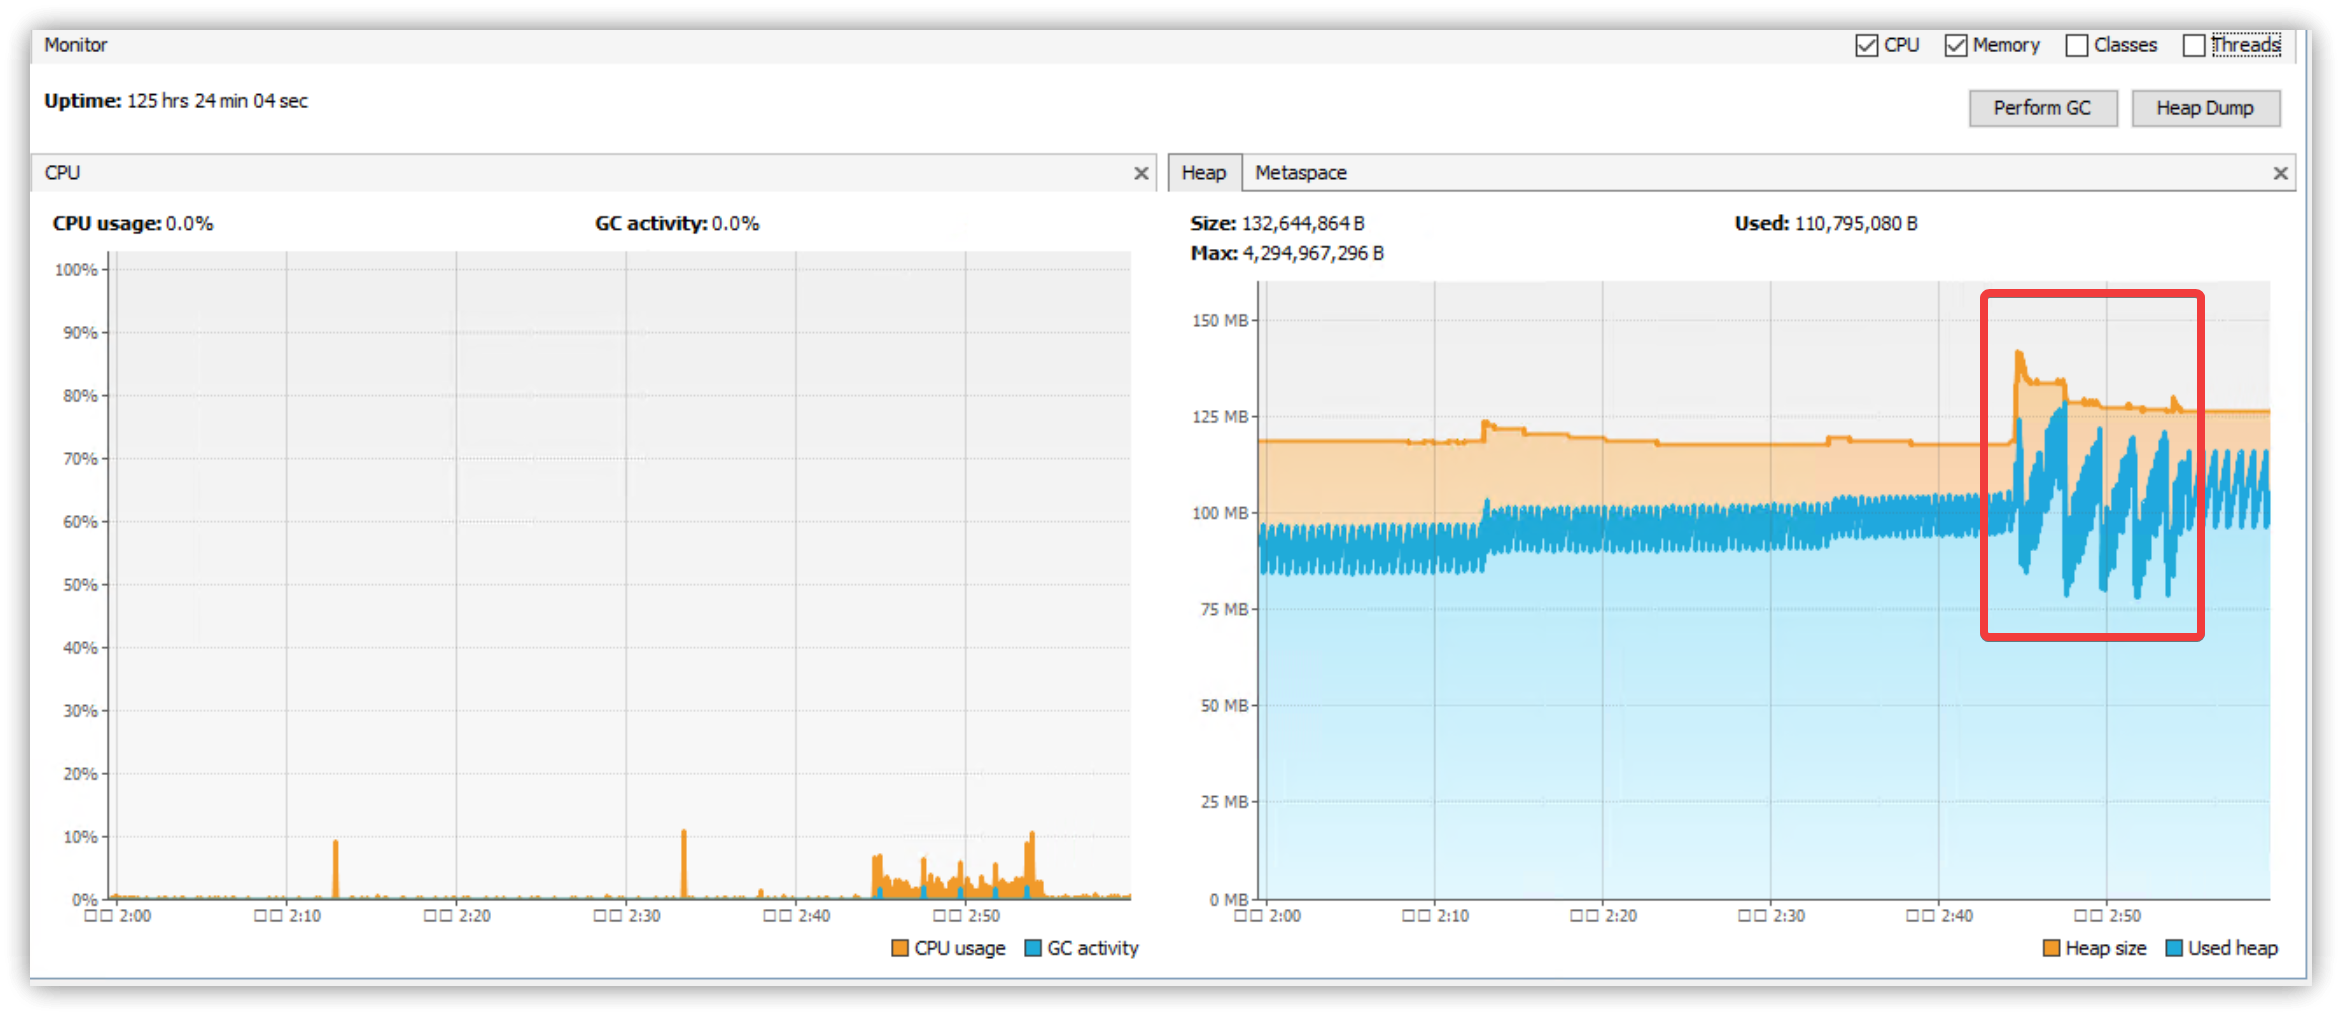 Monitor
CPU Memory Classes Threads
Uptime: 125 hrs 24 min 04 sec
Perform GC Heap Dump
CPU
CPU usage: 0.0% GC activity: 0.0%
100%
90%
80%
70%
60%
50%
40%
30%
20%
10%
0%
□□ 2:00 □□ 2:10 □□ 2:20 □□ 2:30 □□ 2:40 □□ 2:50
CPU usage GC activity
Heap Metaspace
Size: 132,644,864 B Used: 110,795,080 B
Max: 4,294,967,296 B
150 MB
125 MB
100 MB
75 MB
50 MB
25 MB
0 MB
□□ 2:00 □□ 2:10 □□ 2:20 □□ 2:30 □□ 2:40 □□ 2:50
Heap size Used heap